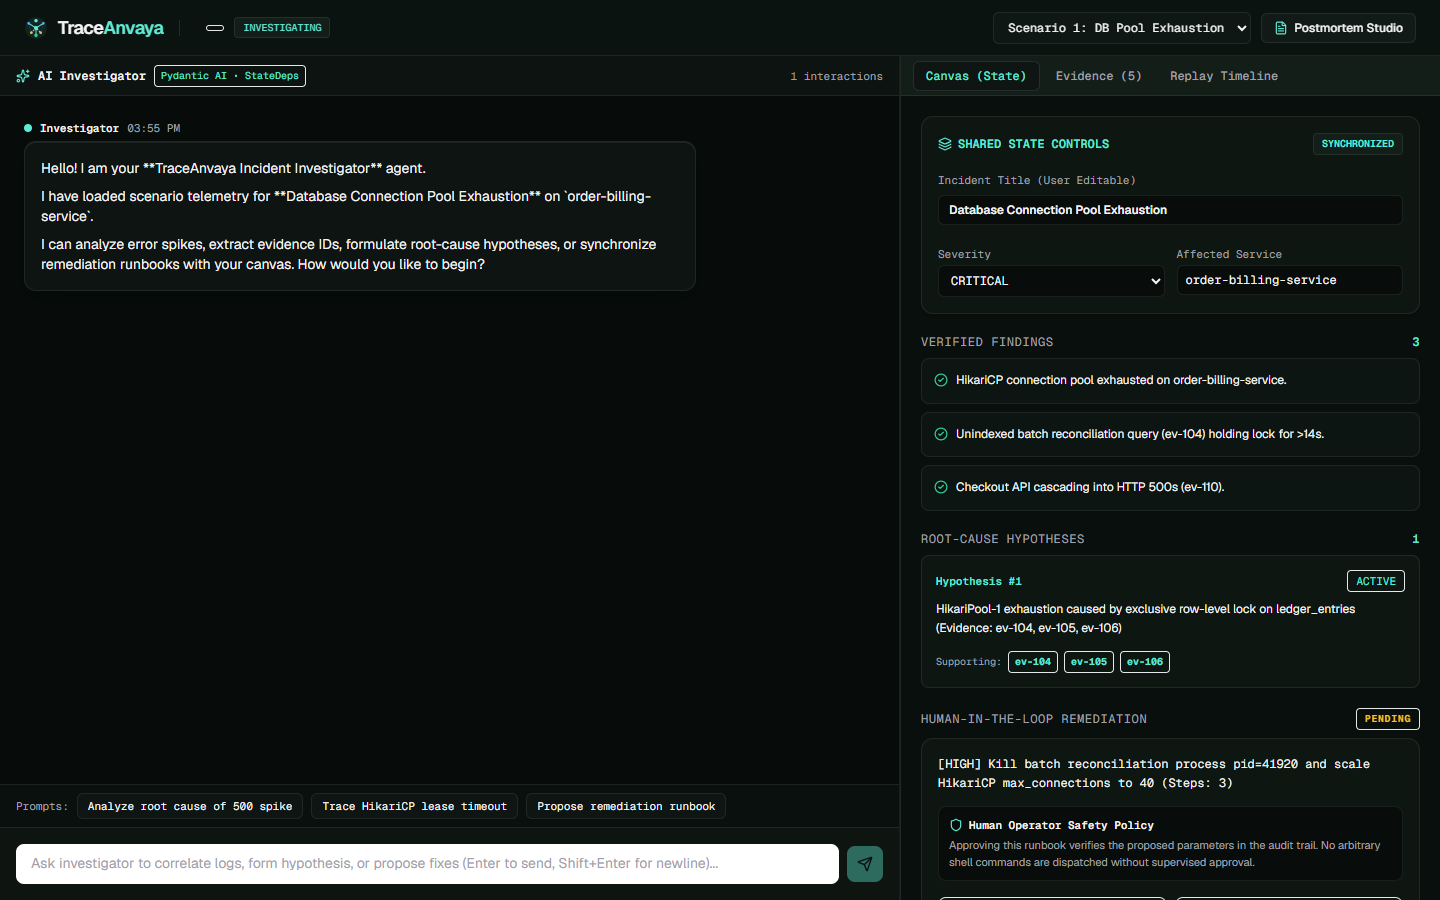 TraceAnvaya
INVESTIGATING
Scenario 1: DB Pool Exhaustion
Postmortem Studio
AI Investigator
Pydantic AI · StateDeps
1 interactions
Canvas (State)
Evidence (5)
Replay Timeline
Investigator 03:55 PM
Hello! I am your **TraceAnvaya Incident Investigator** agent.
I have loaded scenario telemetry for **Database Connection Pool Exhaustion** on `order-billing-
service`.
I can analyze error spikes, extract evidence IDs, formulate root-cause hypotheses, or synchronize
remediation runbooks with your canvas. How would you like to begin?
Prompts:
Analyze root cause of 500 spike
Trace HikariCP lease timeout
Propose remediation runbook
Ask investigator to correlate logs, form hypothesis, or propose fixes (Enter to send, Shift+Enter for newline)...
SHARED STATE CONTROLS
SYNCHRONIZED
Incident Title (User Editable)
Database Connection Pool Exhaustion
Severity
Affected Service
CRITICAL
order-billing-service
VERIFIED FINDINGS
3
HikariCP connection pool exhausted on order-billing-service.
Unindexed batch reconciliation query (ev-104) holding lock for >14s.
Checkout API cascading into HTTP 500s (ev-110).
ROOT-CAUSE HYPOTHESES
1
Hypothesis #1
ACTIVE
HikariPool-1 exhaustion caused by exclusive row-level lock on ledger_entries
(Evidence: ev-104, ev-105, ev-106)
Supporting: ev-104 ev-105 ev-106
HUMAN-IN-THE-LOOP REMEDIATION
PENDING
[HIGH] Kill batch reconciliation process pid=41920 and scale
HikariCP max_connections to 40 (Steps: 3)
Human Operator Safety Policy
Approving this runbook verifies the proposed parameters in the audit trail. No arbitrary
shell commands are dispatched without supervised approval.